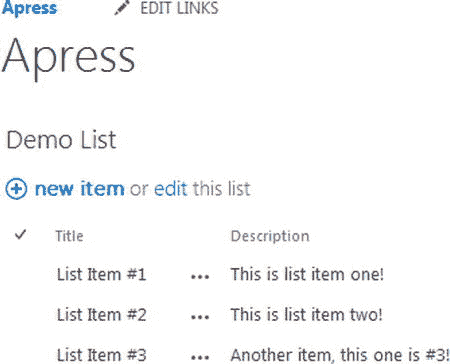 Apress EDIT LINKS
Apress
Demo List
new item or edit this list
Title Description
List Item #1 ... This is list item one!
List Item #2 ... This is list item two!
List Item #3 ... Another item, this one is #3!